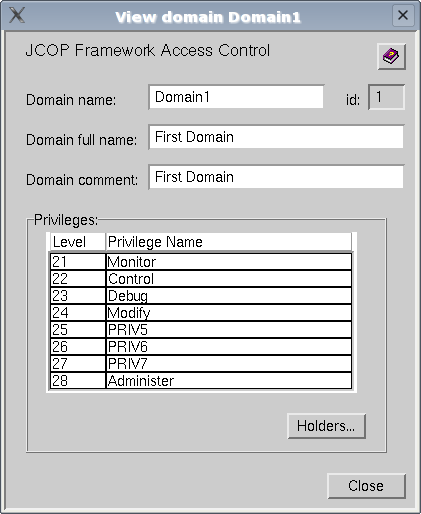 View domain Domain1
JCOP Framework Access Control
Domain name: Domain1 id: 1
Domain full name: First Domain
Domain comment: First Domain
Privileges:
Level Privilege Name
21 Monitor
22 Control
23 Debug
24 Modify
25 PRIV5
26 PRIV6
27 PRIV7
28 Administer
Holders...
Close